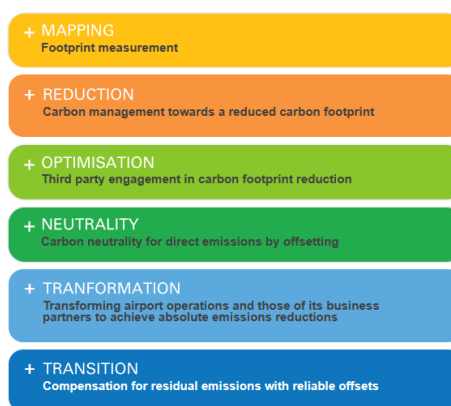 + MAPPING
Footprint measurement
+ REDUCTION
Carbon management towards a reduced carbon footprint
+ OPTIMISATION
Third party engagement in carbon footprint reduction
+ NEUTRALITY
Carbon neutrality for direct emissions by offsetting
+ TRANFORMATION
Transforming airport operations and those of its business
partners to achieve absolute emissions reductions
+ TRANSITION
Compensation for residual emissions with reliable offsets